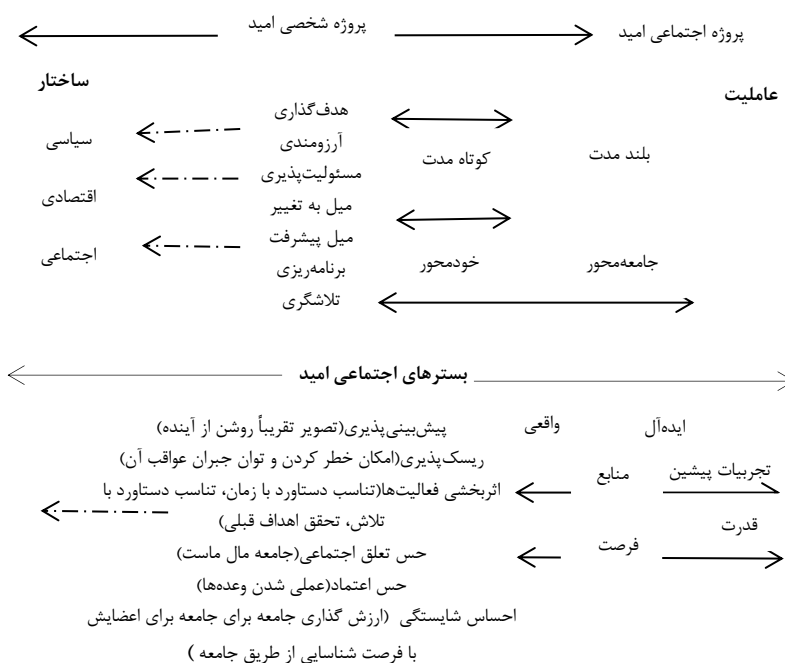 پروژه اجتماعی امید
پروژه شخصی امید
عاملیت
ساختار
هدف‌گذاری
آرزومندی
مسئولیت‌پذیری
میل به تغییر
میل پیشرفت
برنامه‌ریزی
تلاشگری
بلند مدت
کوتاه مدت
جامعه‌محور
خودمحور
سیاسی
اقتصادی
اجتماعی
بسترهای اجتماعی امید
ایده‌آل
واقعی
تجربیات پیشین
منابع
قدرت
فرصت
پیش‌بینی‌پذیری(تصویر تقریباً روشن از آینده)
ریسک‌پذیری(امکان خطر کردن و توان جبران عواقب آن)
اثربخشی فعالیت‌ها(تناسب دستاورد با زمان، تناسب دستاورد با
تلاش، تحقق اهداف قبلی)
حس تعلق اجتماعی(جامعه مال ماست)
حس اعتماد(عملی شدن وعده‌ها)
احساس شایستگی (ارزش گذاری جامعه برای جامعه برای اعضایش
با فرصت شناسایی از طریق جامعه )